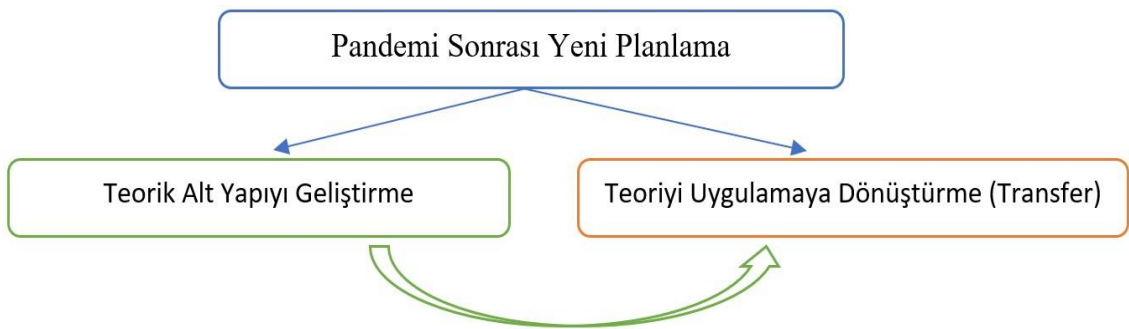 Pandemi Sonrası Yeni Planlama
Teorik Alt Yapıyı Geliştirme
Teoriyi Uygulamaya Dönüştürme (Transfer)